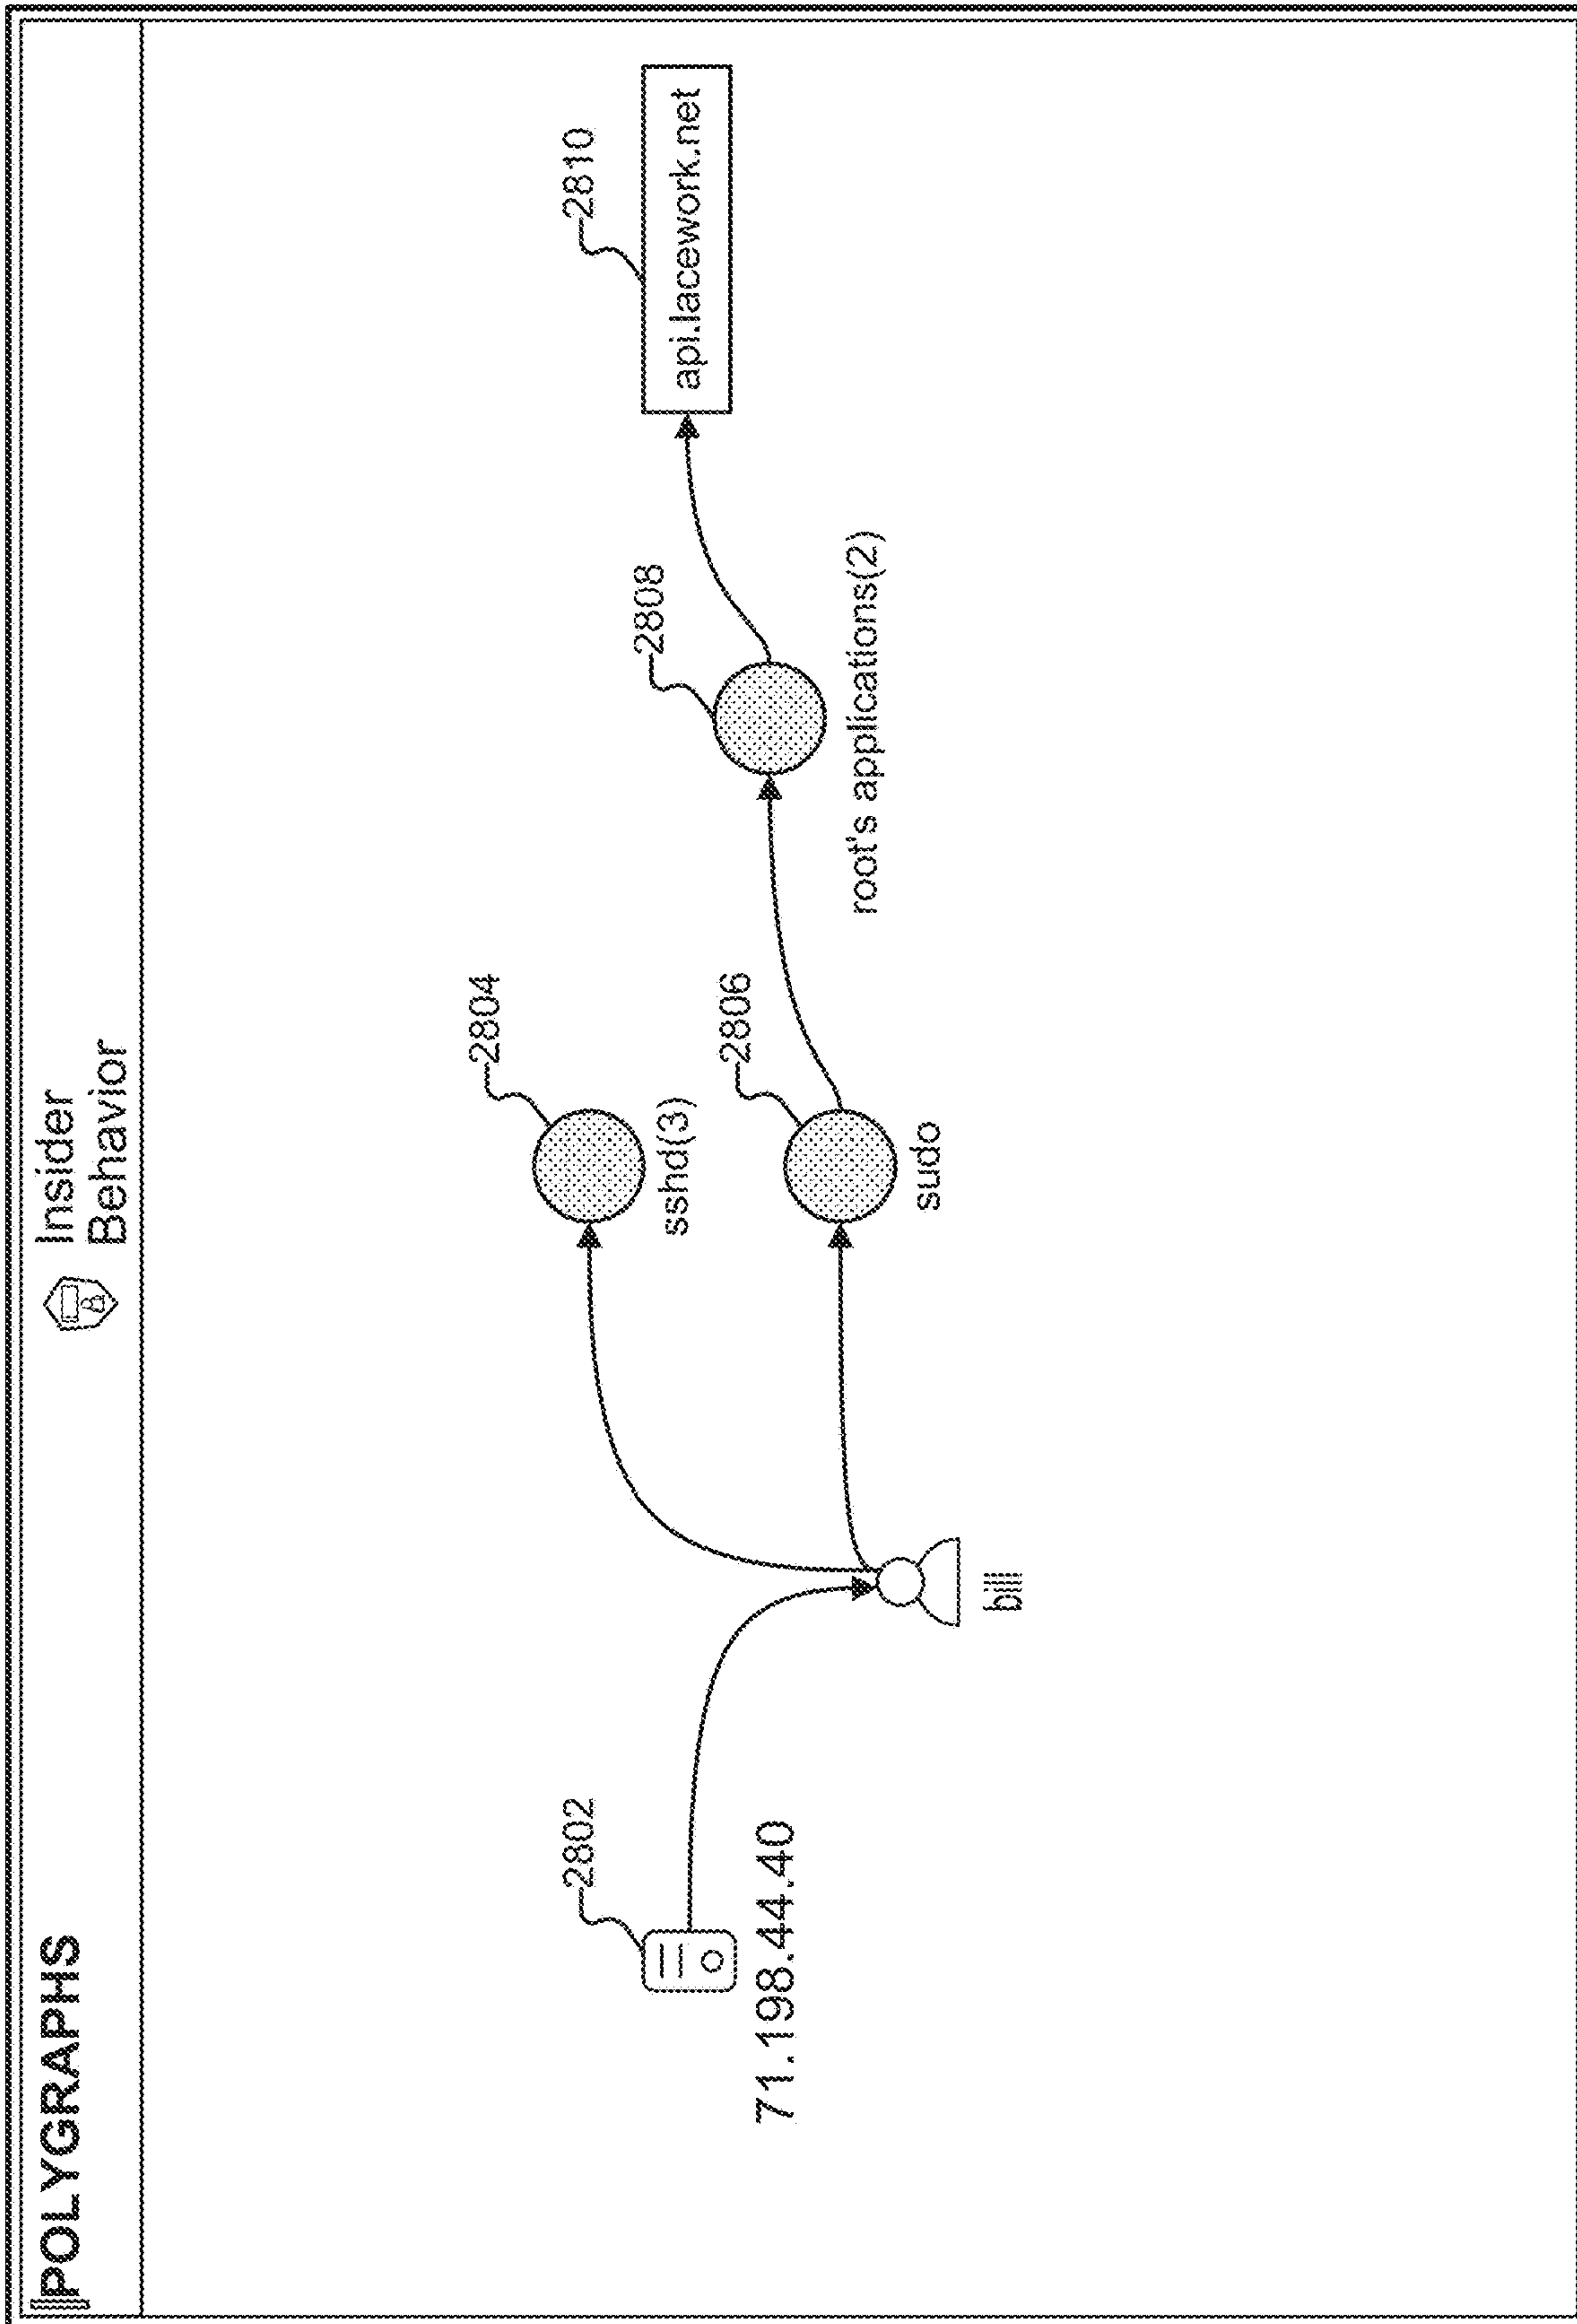 POLYGRAPHS
Insider
Behavior
2804
sshd(3)
2802
71.198.44.40
2810
api.lacework.net
2808
root's applications(2)
2806
sudo
bill